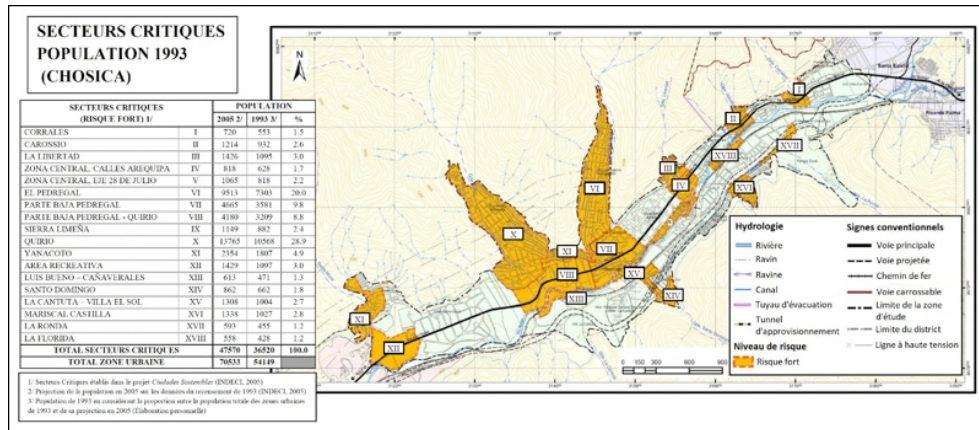 SECTEURS CRITIQUES
POPULATION 1993
(CHOSICA)
SECTEURS CRITIQUES
(RISQUE FORT) 1/
POPULATION
2005 2/ 1993 3/ %
CORRALES I 720 553 1.5
CAROSSIO II 1214 932 2.6
LA LIBERTAD III 1426 1095 3.0
ZONA CENTRAL, CALLES AREQUIPA IV 818 628 1.7
ZONA CENTRAL, EJE 28 DE JULIO V 1065 818 2.2
EL PEDREGAL VI 9513 7303 20.0
PARTE BAJA PEDREGAL VII 4665 3581 9.8
PARTE BAJA PEDREGAL - QUIRIO VIII 4180 3209 8.8
SIERRA LIMEÑA IX 1149 882 2.4
QUIRIO X 13765 10568 28.9
YANACOTO XI 2354 1807 4.9
AREA RECREATIVA XII 1429 1097 3.0
LUIS BUENO – CAÑAVERALES XIII 613 471 1.3
SANTO DOMINGO XIV 862 662 1.8
LA CANTUTA – VILLA EL SOL XV 1308 1004 2.7
MARISCAL CASTILLA XVI 1338 1027 2.8
LA RONDA XVII 593 455 1.2
LA FLORIDA XVIII 558 428 1.2
TOTAL SECTEURS CRITIQUES 47570 36520 100.0
TOTAL ZONE URBAINE 70533 54149
1/ Secteurs Critiques établis dans le projet Ciudades Sostenibles (INDECI, 2005)
2/ Projection de la population en 2005 sur les données du recensement de 1993 (INDECI, 2005)
3/ Population de 1993 en considérant la proportion entre la population totale des zones urbaines
de 1993 et de sa projection en 2005 (Élaboration personnelle)
N
I
II
III
IV
XVIII
XVII
XVI
VI
X
XI
VII
VIII
XV
XIII
XIV
XI
XII
Santa Eulalia
Ricardo Palma
Hydrologie
Rivière
Ravin
Ravine
Canal
Tuyau d'évacuation
Tunnel
d'approvisionnement
Niveau de risque
Risque fort
Signes conventionnels
Voie principale
Voie projetée
Chemin de fer
Voie carrossable
Limite de la zone
d'étude
Limite du district
Ligne à haute tension